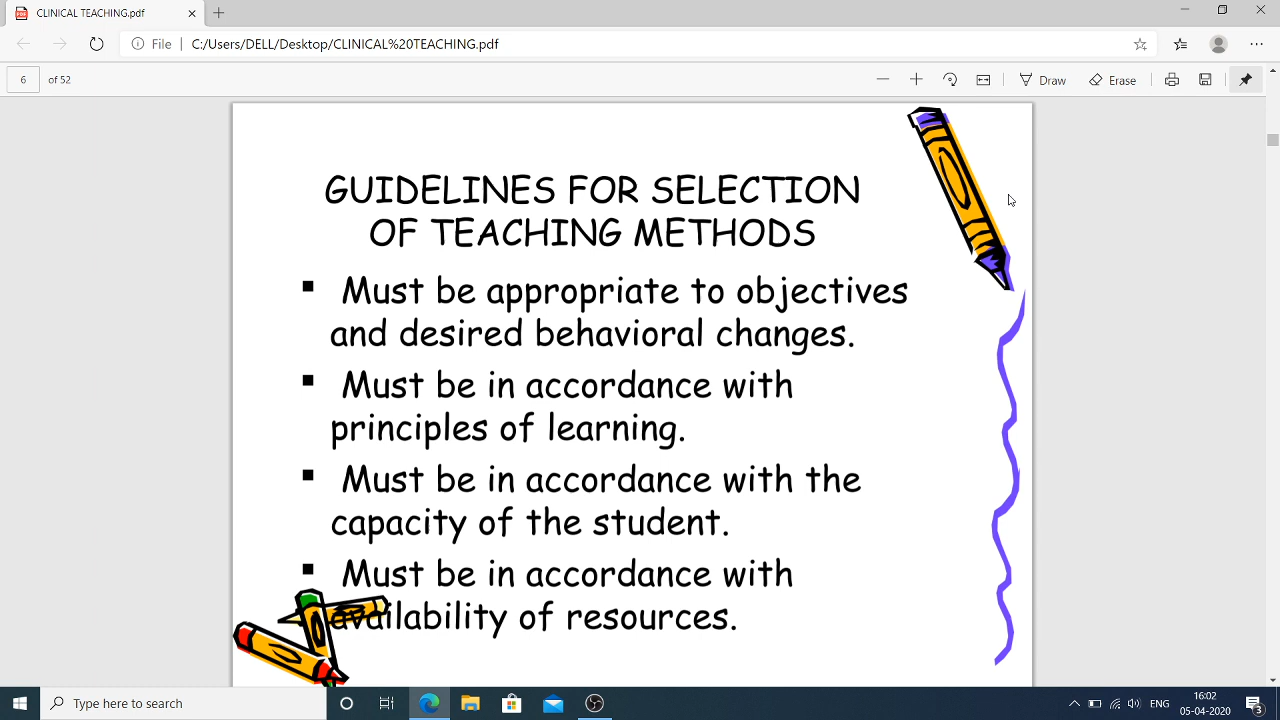 CLINICAL TEACHING.pdf
File C:/Users/DELL/Desktop/CLINICAL%20TEACHING.pdf
6 of 52 Draw Erase
GUIDELINES FOR SELECTION
OF TEACHING METHODS
▪ Must be appropriate to objectives
and desired behavioral changes.
▪ Must be in accordance with
principles of learning.
▪ Must be in accordance with the
capacity of the student.
▪ Must be in accordance with
availability of resources.
Type here to search
ENG
16:02
05-04-2020
3